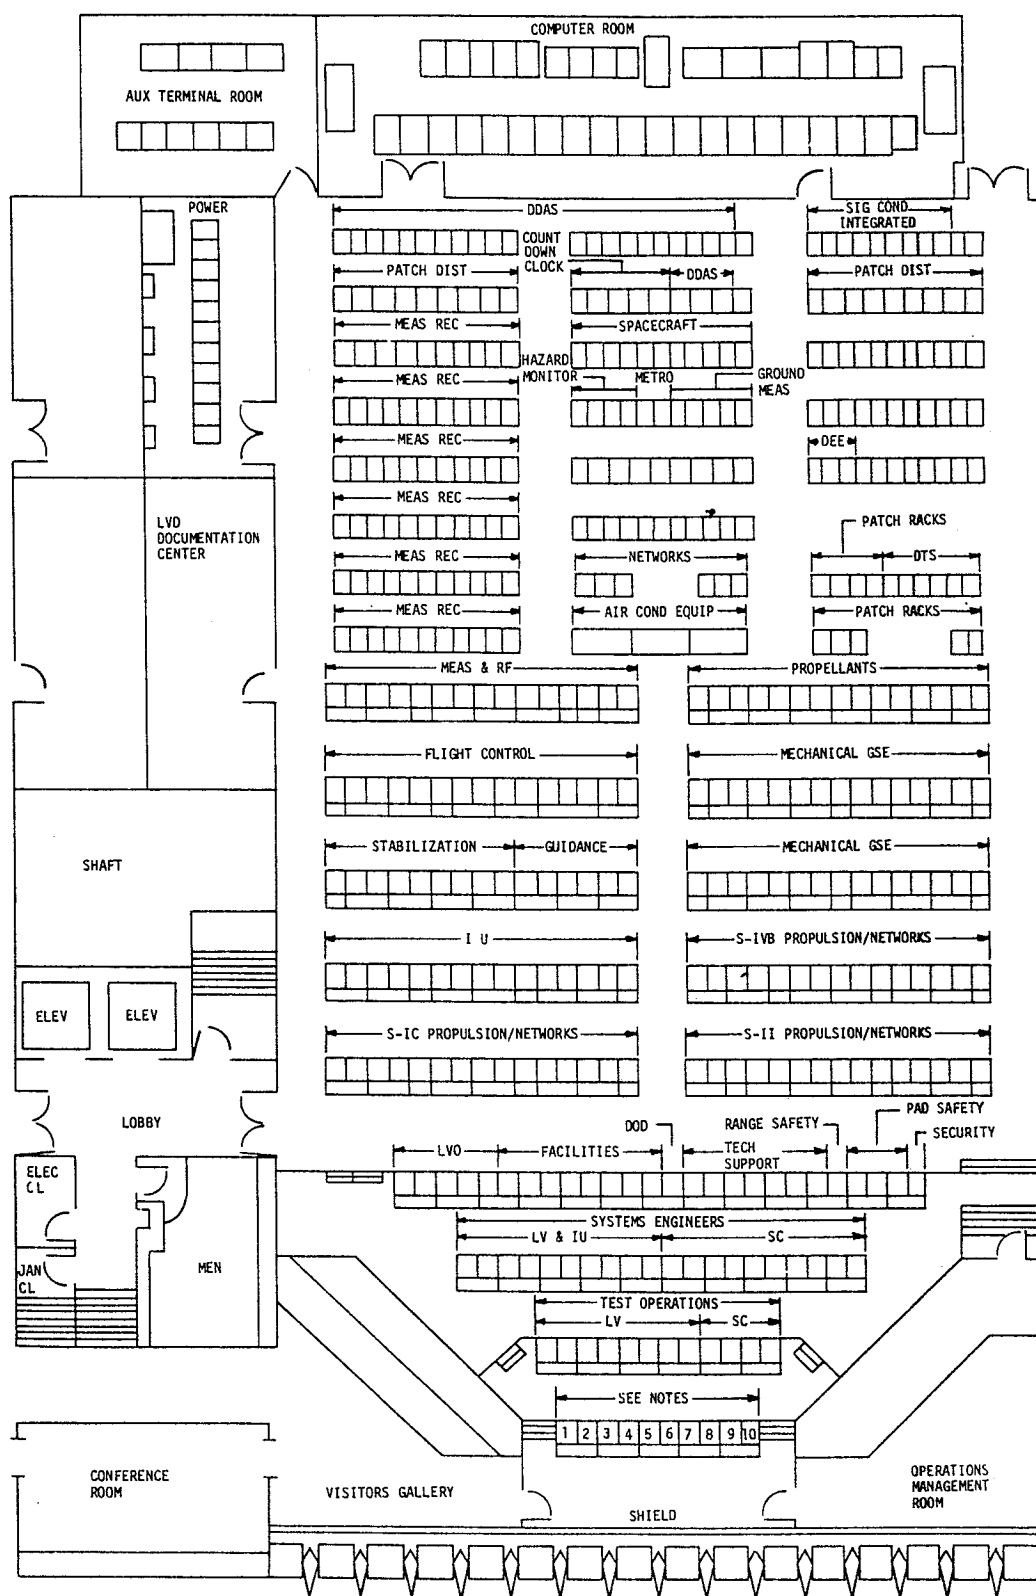 COMPUTER ROOM
AUX TERMINAL ROOM
POWER
DDAS
SIG COND
INTEGRATED
COUNT
DOWN
CLOCK
PATCH DIST
DDAS
PATCH DIST
MEAS REC
SPACECRAFT
HAZARD
MONITOR
METRO
GROUND
MEAS
MEAS REC
MEAS REC
DEE
MEAS REC
LVD
DOCUMENTATION
CENTER
PATCH RACKS
MEAS REC
NETWORKS
DTS
MEAS REC
AIR COND EQUIP
PATCH RACKS
MEAS & RF
PROPELLANTS
FLIGHT CONTROL
MECHANICAL GSE
SHAFT
STABILIZATION
GUIDANCE
MECHANICAL GSE
I U
S-IVB PROPULSION/NETWORKS
ELEV
ELEV
S-IC PROPULSION/NETWORKS
S-II PROPULSION/NETWORKS
LOBBY
DOD
RANGE SAFETY
PAD SAFETY
SECURITY
LVO
FACILITIES
TECH
SUPPORT
ELEC
CL
SYSTEMS ENGINEERS
LV & IU
SC
JAN
CL
MEN
TEST OPERATIONS
LV
SC
SEE NOTES
1 2 3 4 5 6 7 8 9 10
CONFERENCE
ROOM
VISITORS GALLERY
SHIELD
OPERATIONS
MANAGEMENT
ROOM